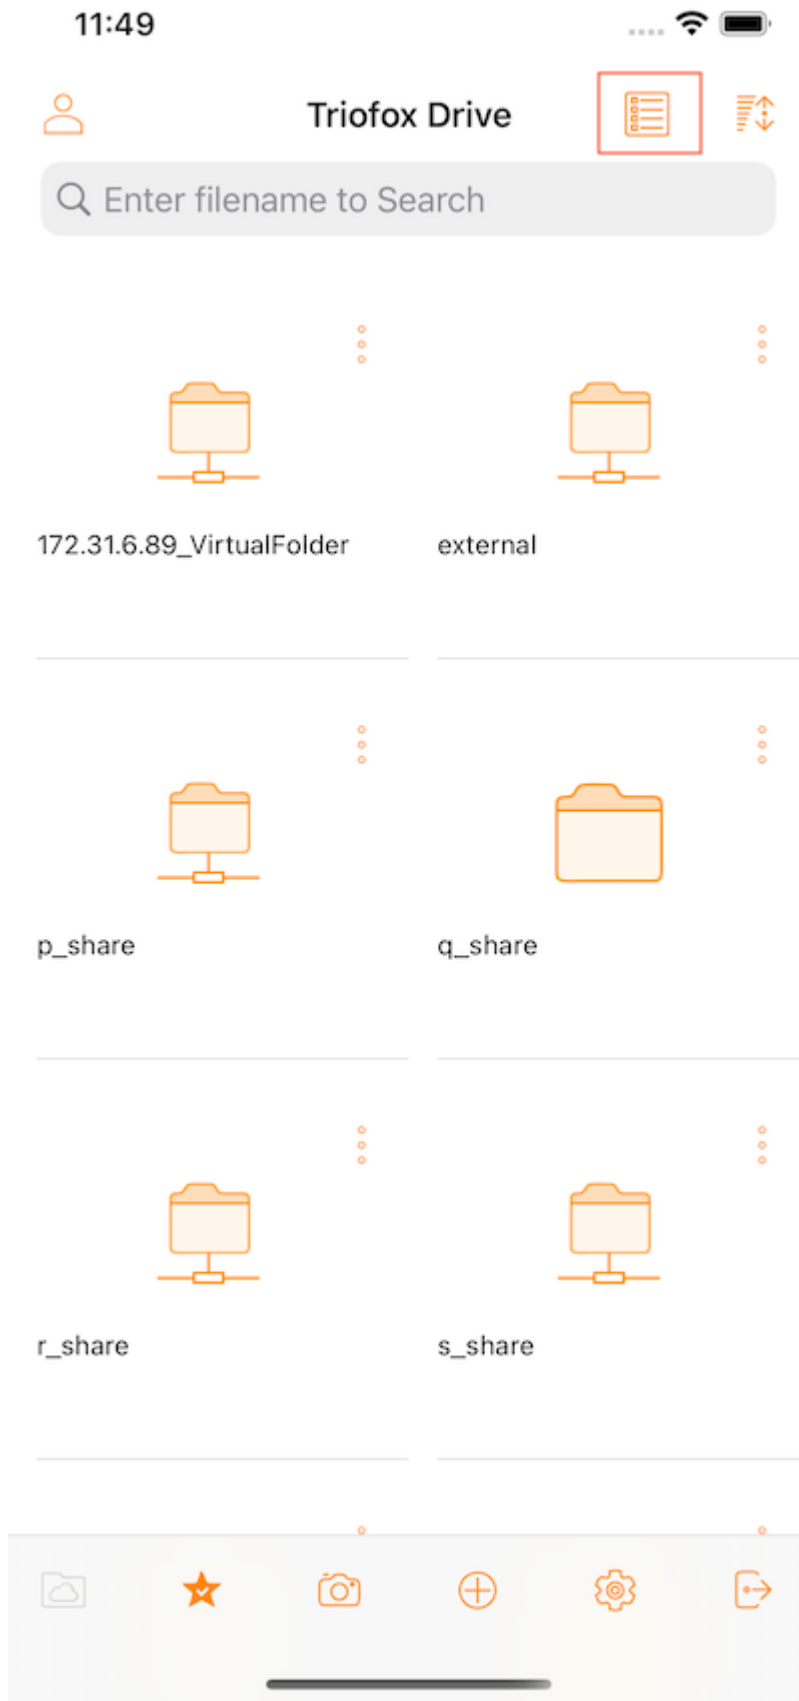 11:49
Triofox Drive
Enter filename to Search
172.31.6.89_VirtualFolder
external
p_share
q_share
r_share
s_share